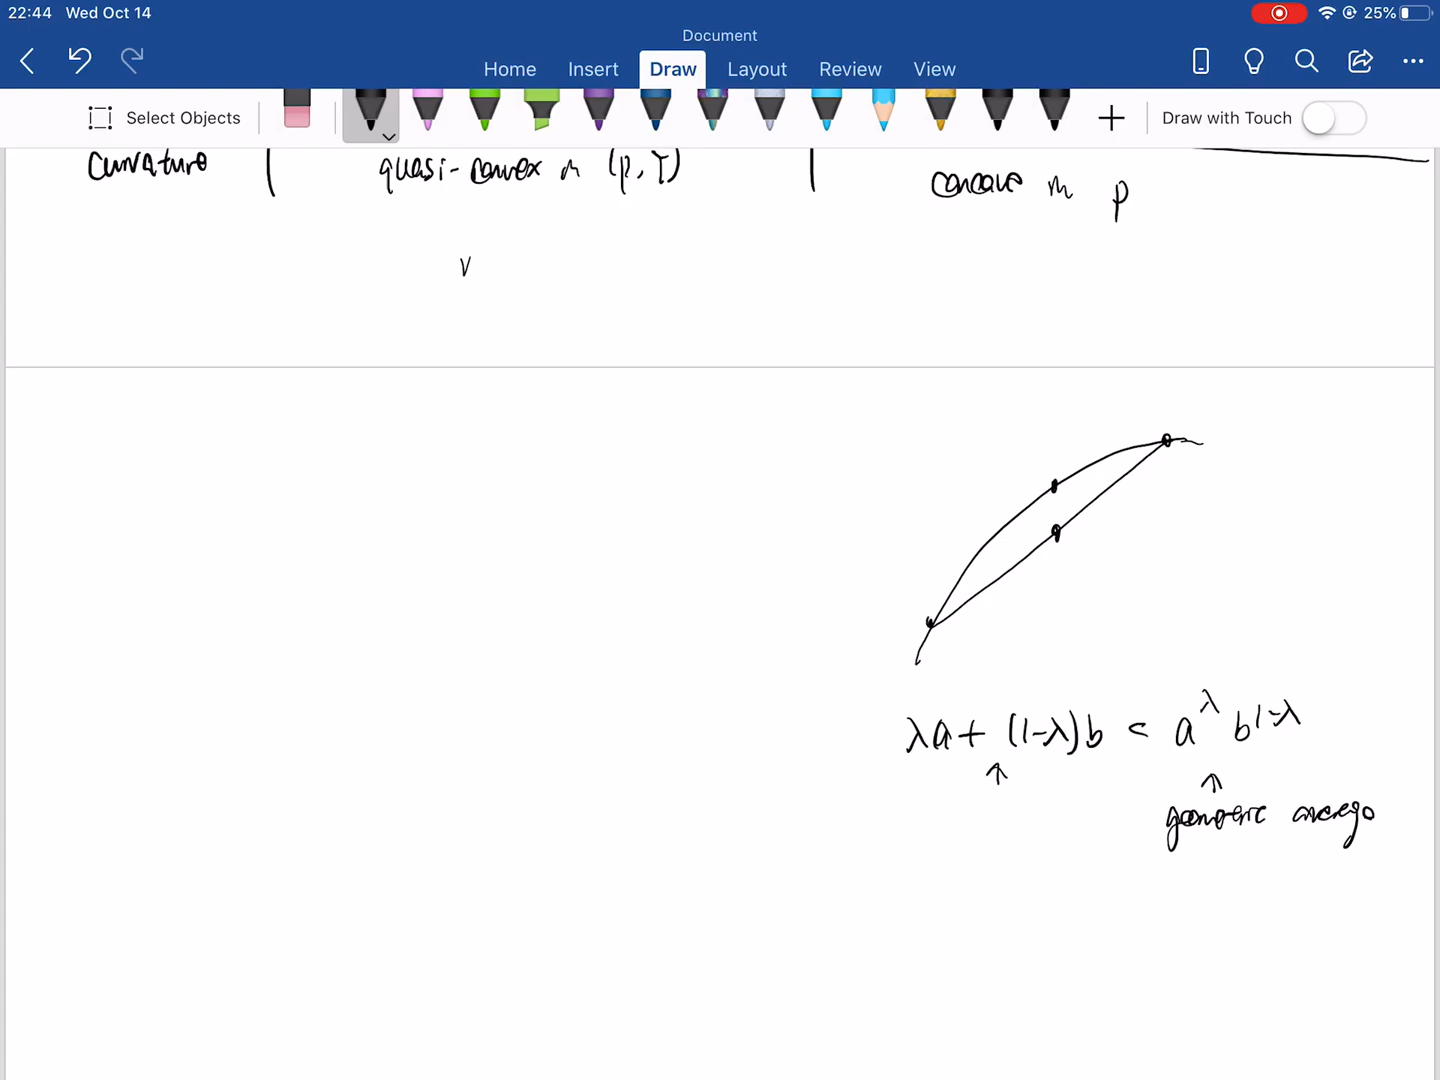 22:44 Wed Oct 14
25%
Document
Home Insert Draw Layout Review View
Select Objects
Draw with Touch
curvature | quasi-convex in (p, Y) | concave in p
V
λa + (1-λ)b < a^λ b^1-λ
↑ ↑
geometric average